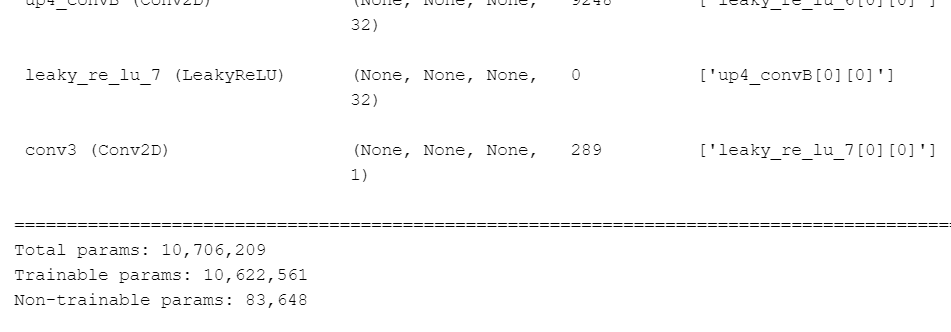 up4_convB (Conv2D) (None, None, None, 9248 ['leaky_re_lu_6[0][0]']
32)
leaky_re_lu_7 (LeakyReLU) (None, None, None, 0 ['up4_convB[0][0]']
32)
conv3 (Conv2D) (None, None, None, 289 ['leaky_re_lu_7[0][0]']
1)
==========================================================================================
Total params: 10,706,209
Trainable params: 10,622,561
Non-trainable params: 83,648